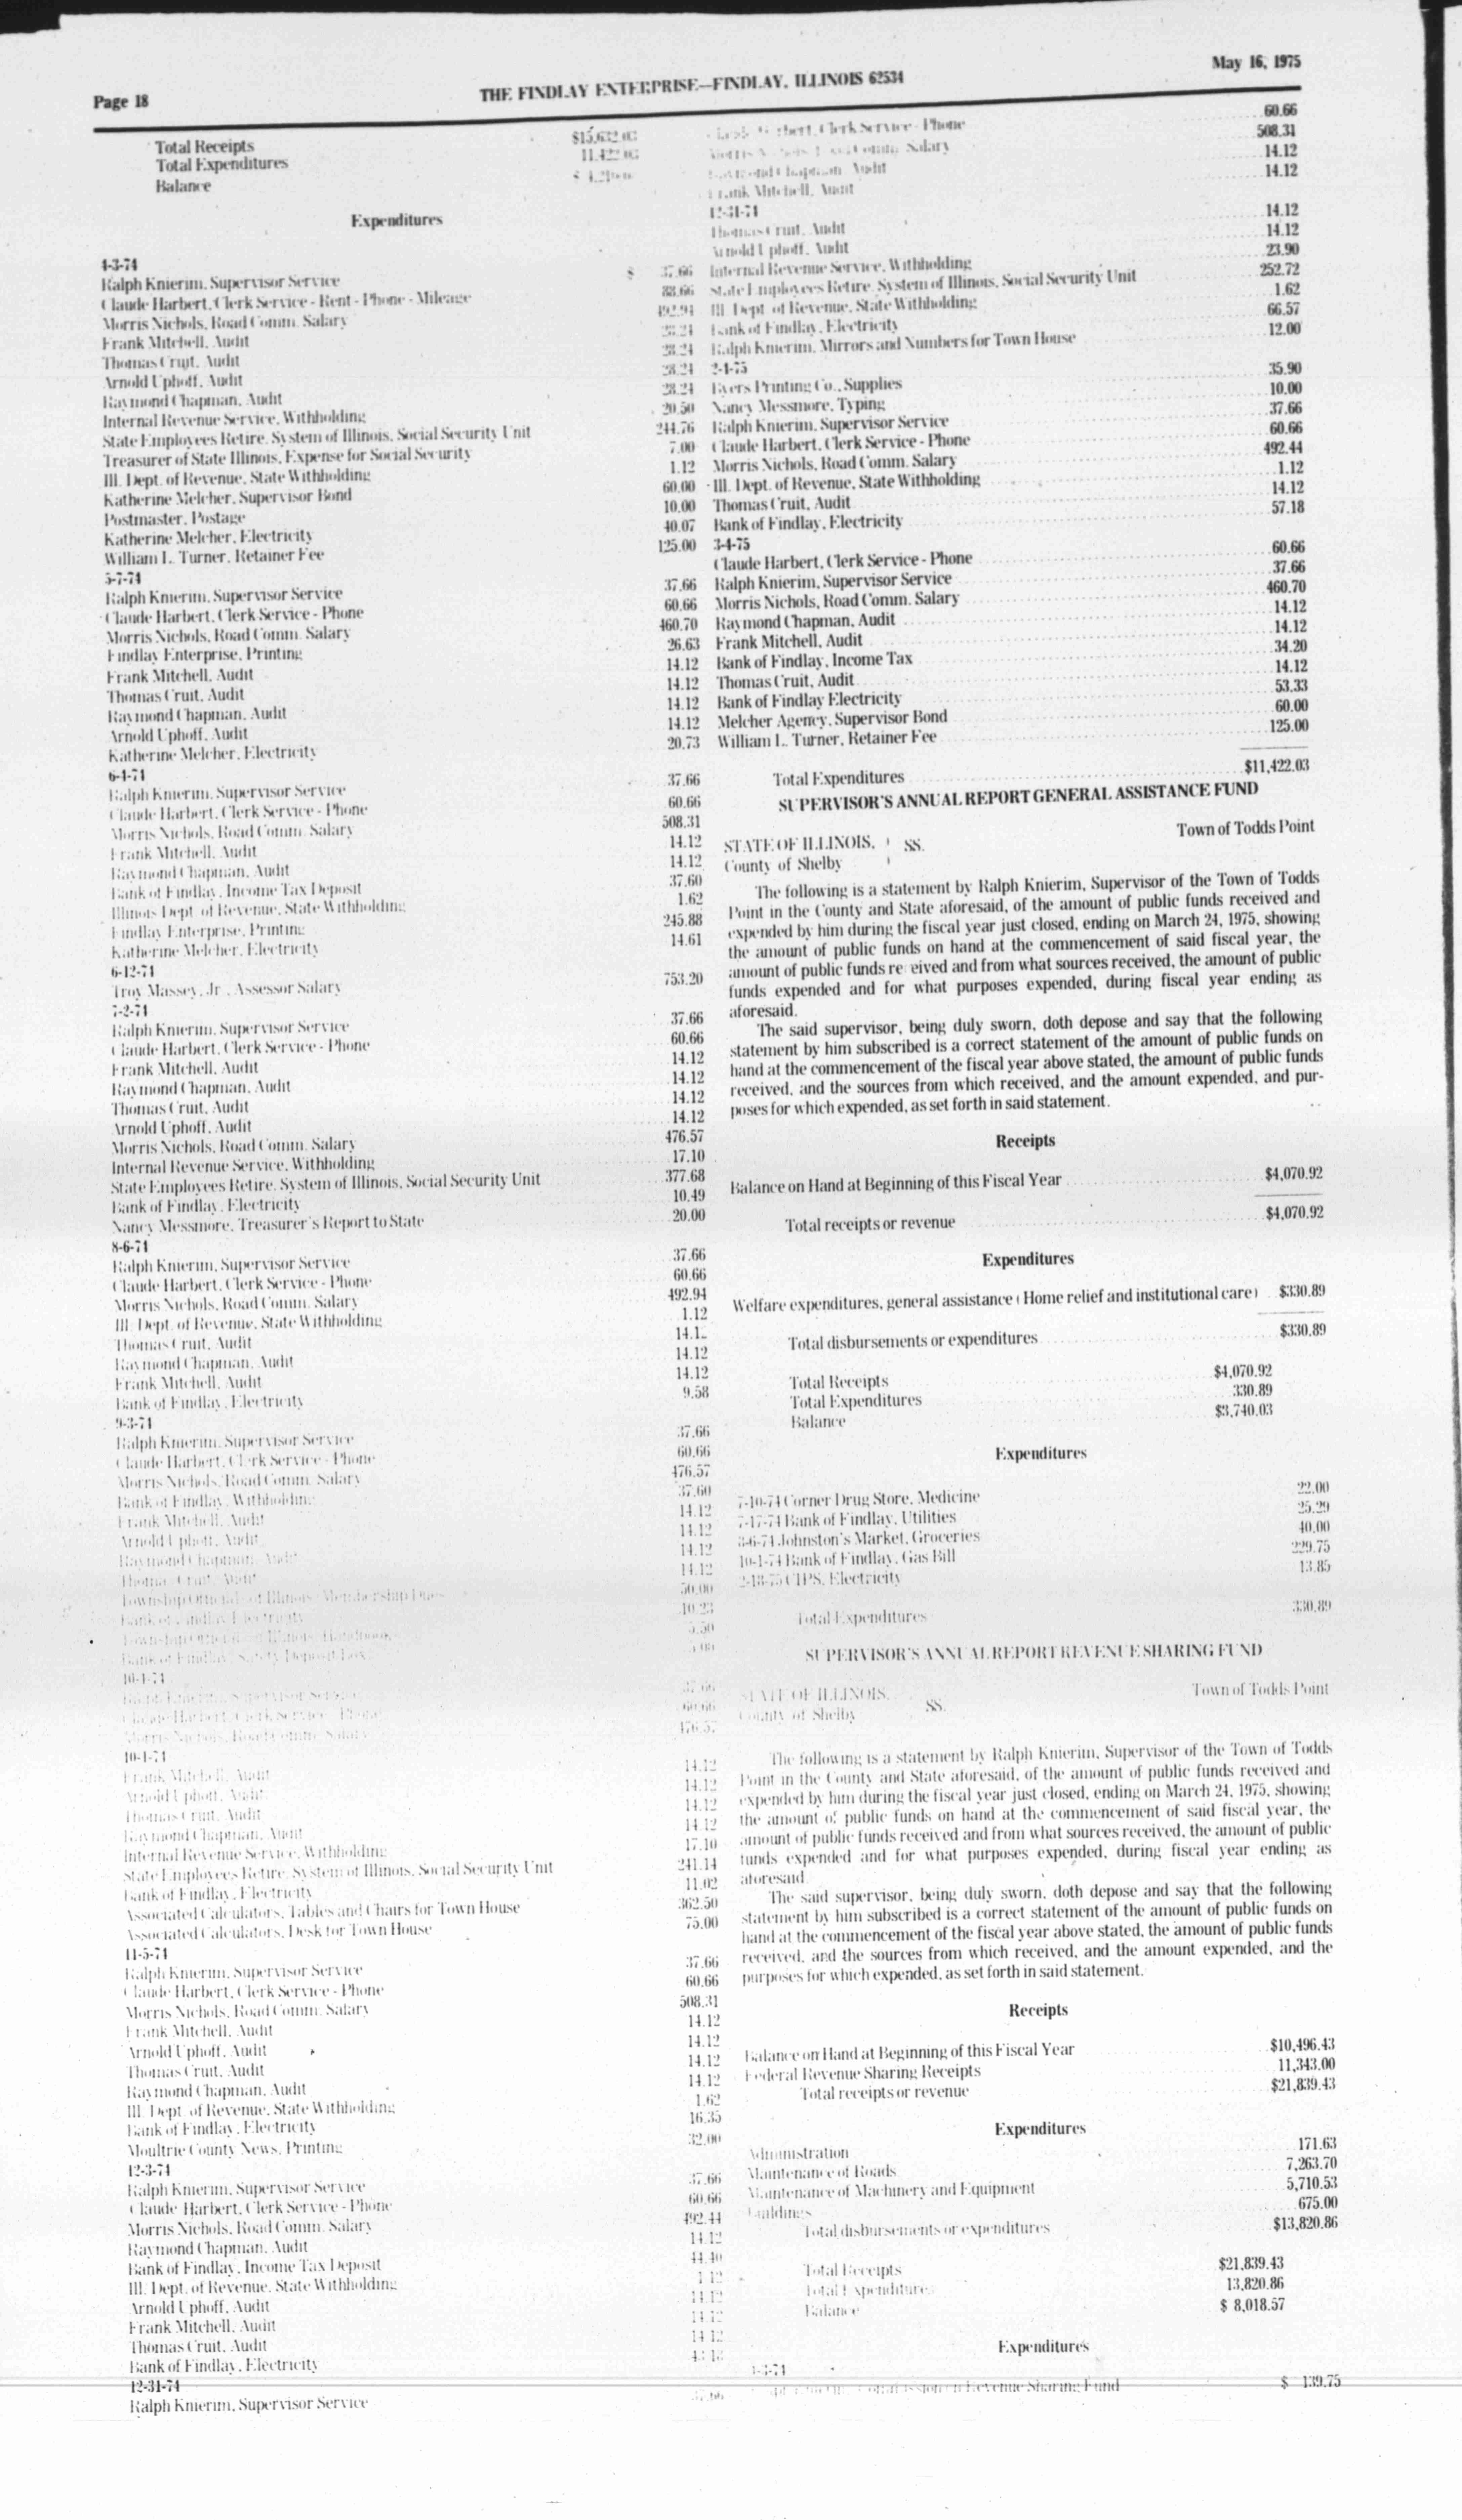 Page 18
THE FINDLAY ENTERPRISE—FINDLAY, ILLINOIS 62534
May 16, 1975
Total Receipts $15,632.03
Total Expenditures 11,422.03
Balance
Expenditures
4-3-74
Ralph Knierim, Supervisor Service $ 37.66
Claude Harbert, Clerk Service - Rent - Phone - Mileage 88.66
Morris Nichols, Road Comm. Salary 492.94
Frank Mitchell, Audit 28.24
Thomas Cruit, Audit 28.24
Arnold Uphoff, Audit 28.24
Raymond Chapman, Audit 28.24
Internal Revenue Service, Withholding 20.50
State Employees Retire. System of Illinois, Social Security Unit 244.76
Treasurer of State Illinois, Expense for Social Security 7.00
Ill. Dept. of Revenue, State Withholding 1.12
Katherine Melcher, Supervisor Bond 60.00
Postmaster, Postage 10.00
Katherine Melcher, Electricity 40.07
William L. Turner, Retainer Fee 125.00
5-7-74
Ralph Knierim, Supervisor Service 37.66
Claude Harbert, Clerk Service - Phone 60.66
Morris Nichols, Road Comm. Salary 460.70
Findlay Enterprise, Printing 26.63
Frank Mitchell, Audit 14.12
Thomas Cruit, Audit 14.12
Raymond Chapman, Audit 14.12
Arnold Uphoff, Audit 14.12
Katherine Melcher, Electricity 20.73
6-4-74
Ralph Knierim, Supervisor Service 37.66
Claude Harbert, Clerk Service - Phone 60.66
Morris Nichols, Road Comm. Salary 508.31
Frank Mitchell, Audit 14.12
Raymond Chapman, Audit 14.12
Bank of Findlay, Income Tax Deposit 37.60
Illinois Dept. of Revenue, State Withholding 1.62
Findlay Enterprise, Printing 245.88
Katherine Melcher, Electricity 14.61
6-12-74
Troy Massey, Jr., Assessor Salary 753.20
7-2-74
Ralph Knierim, Supervisor Service 37.66
Claude Harbert, Clerk Service - Phone 60.66
Frank Mitchell, Audit 14.12
Raymond Chapman, Audit 14.12
Thomas Cruit, Audit 14.12
Arnold Uphoff, Audit 14.12
Morris Nichols, Road Comm. Salary 476.57
Internal Revenue Service, Withholding 17.10
State Employees Retire. System of Illinois, Social Security Unit 377.68
Bank of Findlay, Electricity 10.49
Nancy Messmore, Treasurer's Report to State 20.00
8-6-74
Ralph Knierim, Supervisor Service 37.66
Claude Harbert, Clerk Service - Phone 60.66
Morris Nichols, Road Comm. Salary 492.94
Ill. Dept. of Revenue, State Withholding 1.12
Thomas Cruit, Audit
Raymond Chapman, Audit 14.12
Frank Mitchell, Audit 14.12
Bank of Findlay, Electricity 9.58
9-3-74
Ralph Knierim, Supervisor Service 37.66
Claude Harbert, Clerk Service - Phone 60.66
Morris Nichols, Road Comm. Salary 476.57
Bank of Findlay, Withholding 37.60
Frank Mitchell, Audit 14.12
Arnold Uphoff, Audit 14.12
Raymond Chapman, Audit 14.12
Thomas Cruit, Audit 14.12
Township Officials of Illinois, Membership Dues 50.00
Bank of Findlay, Electricity 10.23
Township Officials of Illinois, Handbook 5.50
Bank of Findlay, Safety Deposit Box
10-1-74
Ralph Knierim, Supervisor Service 37.66
Claude Harbert, Clerk Service - Phone 60.66
Morris Nichols, Road Comm. Salary 476.57
10-1-74
Frank Mitchell, Audit 14.12
Arnold Uphoff, Audit 14.12
Thomas Cruit, Audit 14.12
Raymond Chapman, Audit 14.12
Internal Revenue Service, Withholding 17.10
State Employees Retire. System of Illinois, Social Security Unit 241.14
Bank of Findlay, Electricity 11.02
Associated Calculators, Tables and Chairs for Town House 362.50
Associated Calculators, Desk for Town House 75.00
11-5-74
Ralph Knierim, Supervisor Service 37.66
Claude Harbert, Clerk Service - Phone 60.66
Morris Nichols, Road Comm. Salary 508.31
Frank Mitchell, Audit 14.12
Arnold Uphoff, Audit 14.12
Thomas Cruit, Audit 14.12
Raymond Chapman, Audit 14.12
Ill. Dept. of Revenue, State Withholding 1.62
Bank of Findlay, Electricity 16.35
Moultrie County News, Printing 32.00
12-3-74
Ralph Knierim, Supervisor Service 37.66
Claude Harbert, Clerk Service - Phone 60.66
Morris Nichols, Road Comm. Salary 492.44
Raymond Chapman, Audit 14.12
Bank of Findlay, Income Tax Deposit 44.40
Ill. Dept. of Revenue, State Withholding 1.12
Arnold Uphoff, Audit 14.12
Frank Mitchell, Audit 14.12
Thomas Cruit, Audit 14.12
Bank of Findlay, Electricity
12-31-74
Ralph Knierim, Supervisor Service 37.66
Claude Harbert, Clerk Service - Phone 60.66
Morris Nichols, Road Comm. Salary 508.31
Raymond Chapman, Audit 14.12
Frank Mitchell, Audit 14.12
12-31-74
Thomas Cruit, Audit 14.12
Arnold Uphoff, Audit 14.12
Internal Revenue Service, Withholding 23.90
State Employees Retire. System of Illinois, Social Security Unit 252.72
Ill. Dept. of Revenue, State Withholding 1.62
Bank of Findlay, Electricity 66.57
Ralph Knierim, Mirrors and Numbers for Town House 12.00
2-4-75
Byers Printing Co., Supplies 35.90
Nancy Messmore, Typing 10.00
Ralph Knierim, Supervisor Service 37.66
Claude Harbert, Clerk Service - Phone 60.66
Morris Nichols, Road Comm. Salary 492.44
Ill. Dept. of Revenue, State Withholding 1.12
Thomas Cruit, Audit 14.12
Bank of Findlay, Electricity 57.18
3-4-75
Claude Harbert, Clerk Service - Phone 60.66
Ralph Knierim, Supervisor Service 37.66
Morris Nichols, Road Comm. Salary 460.70
Raymond Chapman, Audit 14.12
Frank Mitchell, Audit 14.12
Bank of Findlay, Income Tax 34.20
Thomas Cruit, Audit 14.12
Bank of Findlay Electricity 53.33
Melcher Agency, Supervisor Bond 60.00
William L. Turner, Retainer Fee 125.00
Total Expenditures $11,422.03
SUPERVISOR'S ANNUAL REPORT GENERAL ASSISTANCE FUND
Town of Todds Point
STATE OF ILLINOIS, ) SS.
County of Shelby )
The following is a statement by Ralph Knierim, Supervisor of the Town of Todds
Point in the County and State aforesaid, of the amount of public funds received and
expended by him during the fiscal year just closed, ending on March 24, 1975, showing
the amount of public funds on hand at the commencement of said fiscal year, the
amount of public funds received and from what sources received, the amount of public
funds expended and for what purposes expended, during fiscal year ending as
aforesaid.
The said supervisor, being duly sworn, doth depose and say that the following
statement by him subscribed is a correct statement of the amount of public funds on
hand at the commencement of the fiscal year above stated, the amount of public funds
received, and the sources from which received, and the amount expended, and pur-
poses for which expended, as set forth in said statement.
Receipts
Balance on Hand at Beginning of this Fiscal Year $4,070.92
Total receipts or revenue $4,070.92
Expenditures
Welfare expenditures, general assistance (Home relief and institutional care) $330.89
Total disbursements or expenditures $330.89
Total Receipts $4,070.92
Total Expenditures 330.89
Balance $3,740.03
Expenditures
7-10-74 Corner Drug Store, Medicine 22.00
7-17-74 Bank of Findlay, Utilities 25.29
8-6-74 Johnston's Market, Groceries 40.00
10-1-74 Bank of Findlay, Gas Bill 229.75
2-18-75 CIPS, Electricity 13.85
Total Expenditures 330.89
SUPERVISOR'S ANNUAL REPORT REVENUE SHARING FUND
Town of Todds Point
STATE OF ILLINOIS, SS.
County of Shelby
The following is a statement by Ralph Knierim, Supervisor of the Town of Todds
Point in the County and State aforesaid, of the amount of public funds received and
expended by him during the fiscal year just closed, ending on March 24, 1975, showing
the amount of public funds on hand at the commencement of said fiscal year, the
amount of public funds received and from what sources received, the amount of public
funds expended and for what purposes expended, during fiscal year ending as
aforesaid.
The said supervisor, being duly sworn, doth depose and say that the following
statement by him subscribed is a correct statement of the amount of public funds on
hand at the commencement of the fiscal year above stated, the amount of public funds
received, and the sources from which received, and the amount expended, and the
purposes for which expended, as set forth in said statement.
Receipts
Balance on Hand at Beginning of this Fiscal Year $10,496.43
Federal Revenue Sharing Receipts 11,343.00
Total receipts or revenue $21,839.43
Expenditures
Administration 171.63
Maintenance of Roads 7,263.70
Maintenance of Machinery and Equipment 5,710.53
Buildings 675.00
Total disbursements or expenditures $13,820.86
Total Receipts $21,839.43
Total Expenditures 13,820.86
Balance $ 8,018.57
Expenditures
Revenue Sharing Fund $ 139.75